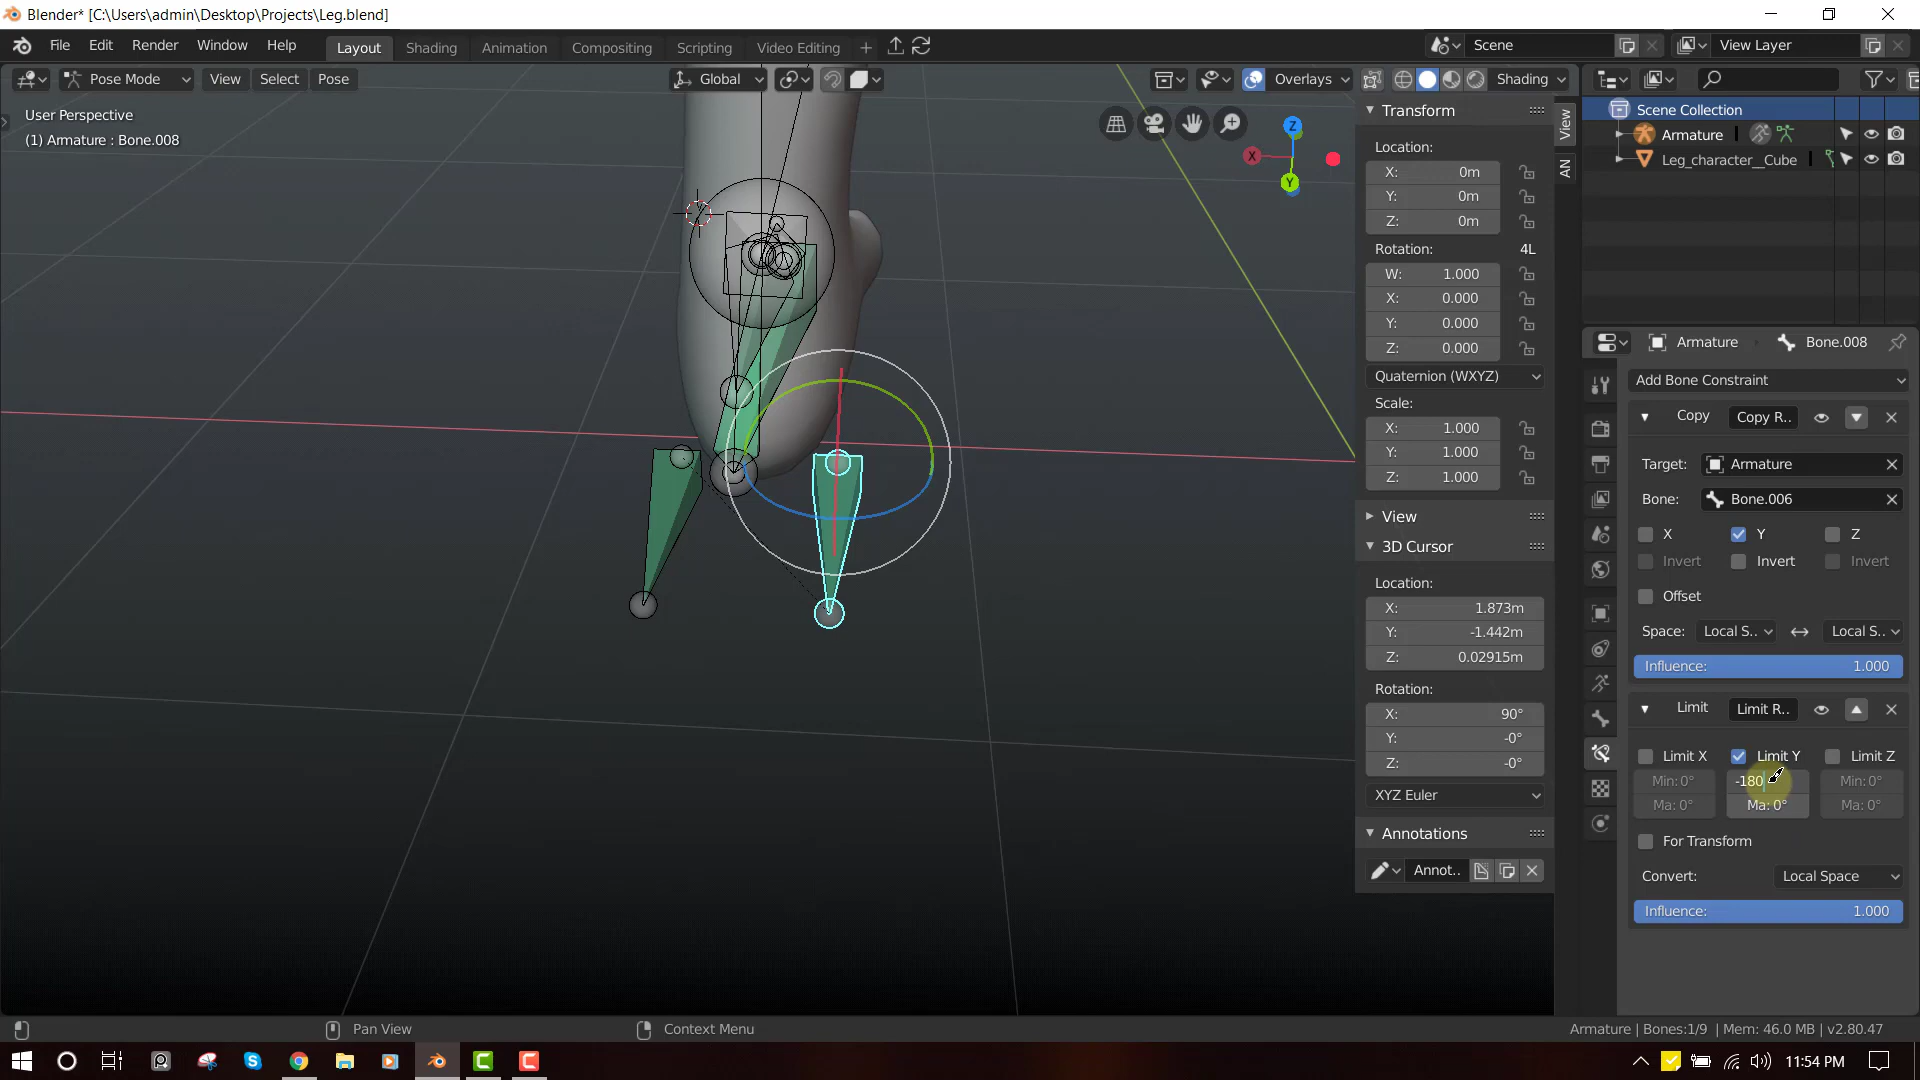 Blender* [C:\Users\admin\Desktop\Projects\Leg.blend]
File Edit Render Window Help Layout Shading Animation Compositing Scripting Video Editing + Scene View Layer
Pose Mode View Select Pose Global Overlays Shading
User Perspective
(1) Armature : Bone.008
Z
X
Y
Transform
Location:
X: 0m
Y: 0m
Z: 0m
Rotation: 4L
W: 1.000
X: 0.000
Y: 0.000
Z: 0.000
Quaternion (WXYZ)
Scale:
X: 1.000
Y: 1.000
Z: 1.000
View
3D Cursor
Location:
X: 1.873m
Y: -1.442m
Z: 0.02915m
Rotation:
X: 90°
Y: -0°
Z: -0°
XYZ Euler
Annotations
Annot..
View
AN
Scene Collection
Armature
Leg_character__Cube
Armature Bone.008
Add Bone Constraint
Copy Copy R..
Target: Armature
Bone: Bone.006
X Y Z
Invert Invert Invert
Offset
Space: Local S.. Local S..
Influence: 1.000
Limit Limit R..
Limit X Limit Y Limit Z
Min: 0° -180 Min: 0°
Ma: 0° Ma: 0° Ma: 0°
For Transform
Convert: Local Space
Influence: 1.000
Pan View Context Menu Armature | Bones:1/9 | Mem: 46.0 MB | v2.80.47
11:54 PM